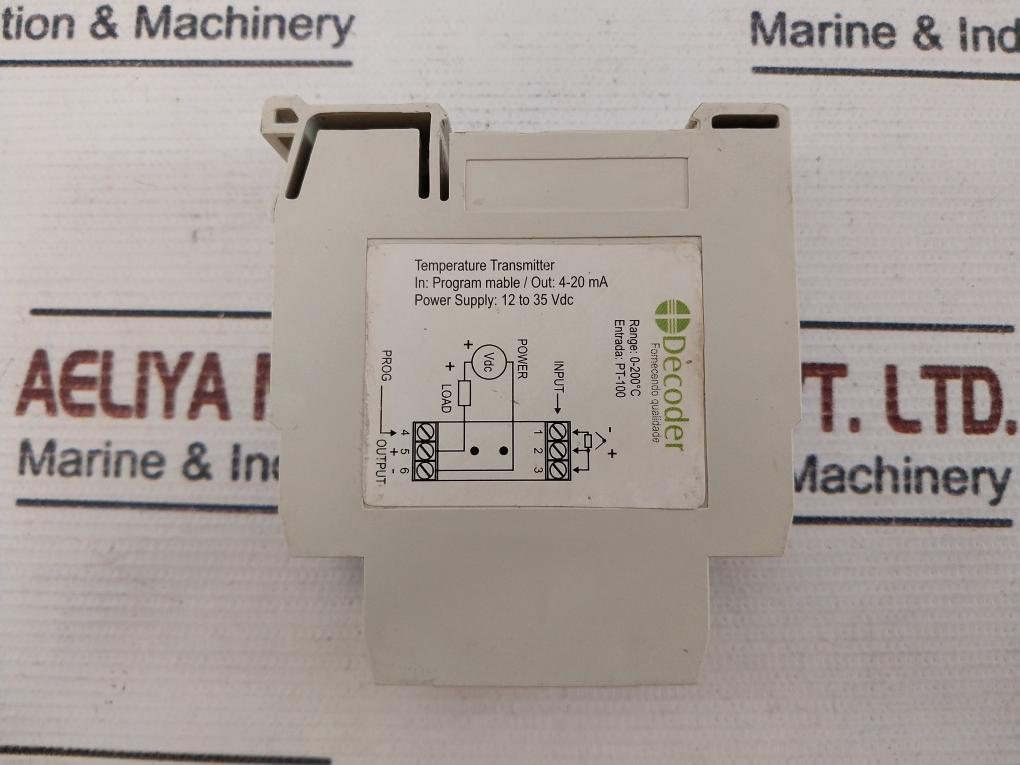 tion & Machinery
Marine & Ind
Temperature Transmitter
In: Program mable / Out: 4-20 mA
Power Supply: 12 to 35 Vdc
Decoder
Fornecendo qualidade
Range: 0-200°C
Entrada: PT-100
INPUT
- +
1 2 3
POWER
Vdc
+
+
LOAD
PROG
4 5 6
+ -
OUTPUT
AELIYA
T. LTD.
Marine & In
Machinery